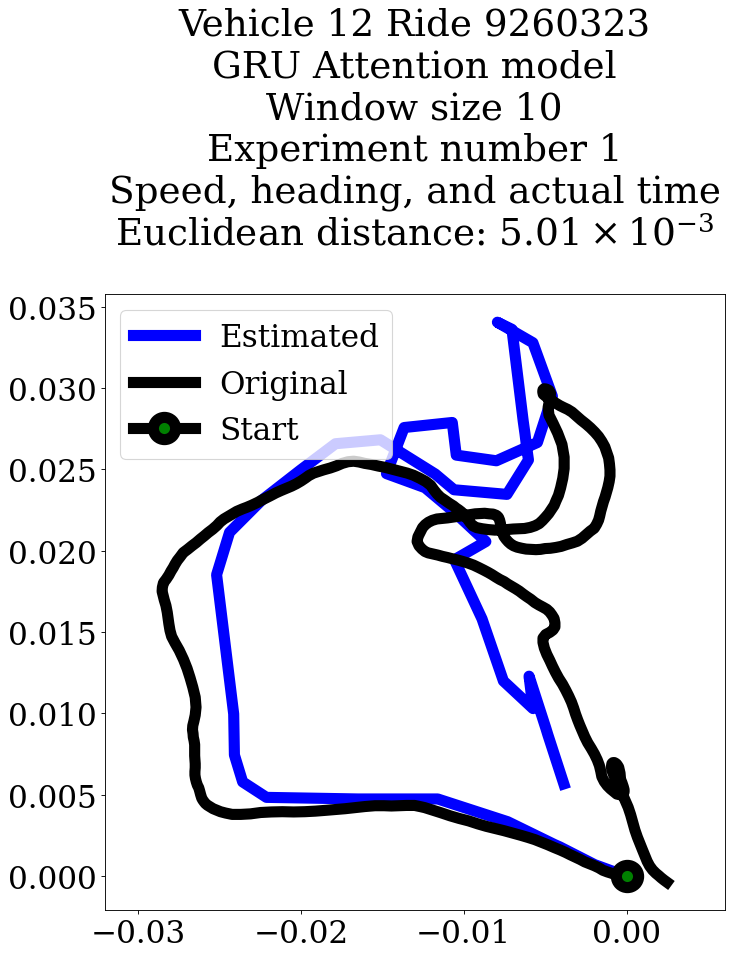 Vehicle 12 Ride 9260323
GRU Attention model
Window size 10
Experiment number 1
Speed, heading, and actual time
Euclidean distance: 5.01 × 10⁻³
0.035
0.030
0.025
0.020
0.015
0.010
0.005
0.000
Estimated
Original
Start
−0.03 −0.02 −0.01 0.00